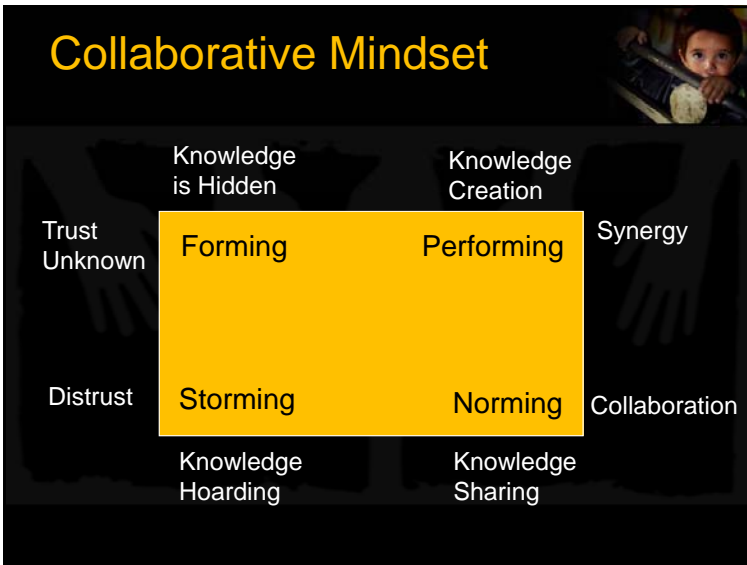 Collaborative Mindset
Knowledge
is Hidden
Knowledge
Creation
Trust
Unknown
Forming
Performing
Synergy
Distrust
Storming
Norming
Collaboration
Knowledge
Hoarding
Knowledge
Sharing